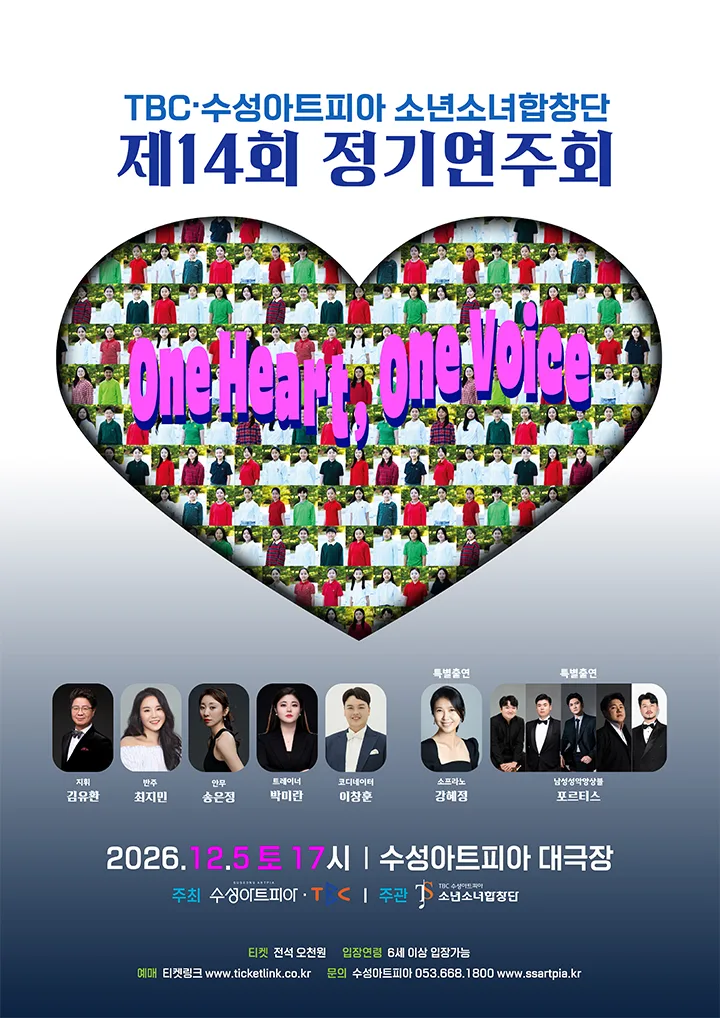 TBC·수성아트피아 소년소녀합창단
제14회 정기연주회
One Heart, One Voice
특별출연 특별출연
지휘 반주 안무 트레이너 코디네이터 소프라노 남성성악앙상블
김유환 최지민 송은정 박미란 이창훈 강혜정 포르티스
2026.12.5 토 17시 | 수성아트피아 대극장
SUSEONG ARTPIA TBC 수성아트피아
주최 수성아트피아 · TBC | 주관 TS 소년소녀합창단
티켓 전석 오천원 입장연령 6세 이상 입장가능
예매 티켓링크 www.ticketlink.co.kr 문의 수성아트피아 053.668.1800 www.ssartpia.kr